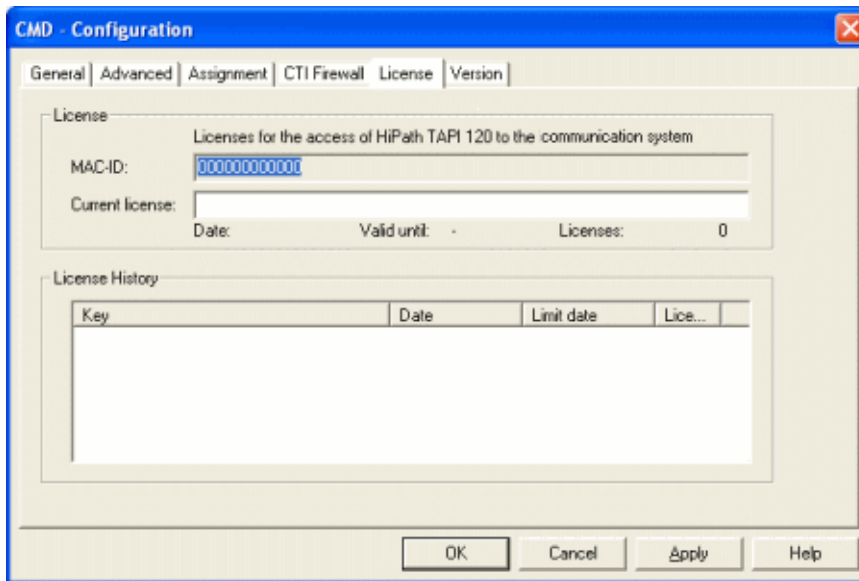 CMD - Configuration
General Advanced Assignment CTI Firewall License Version
License
Licenses for the access of HiPath TAPI 120 to the communication system
MAC-ID: 000000000000
Current license:
Date: Valid until: - Licenses: 0
License History
Key Date Limit date Lice...
OK Cancel Apply Help